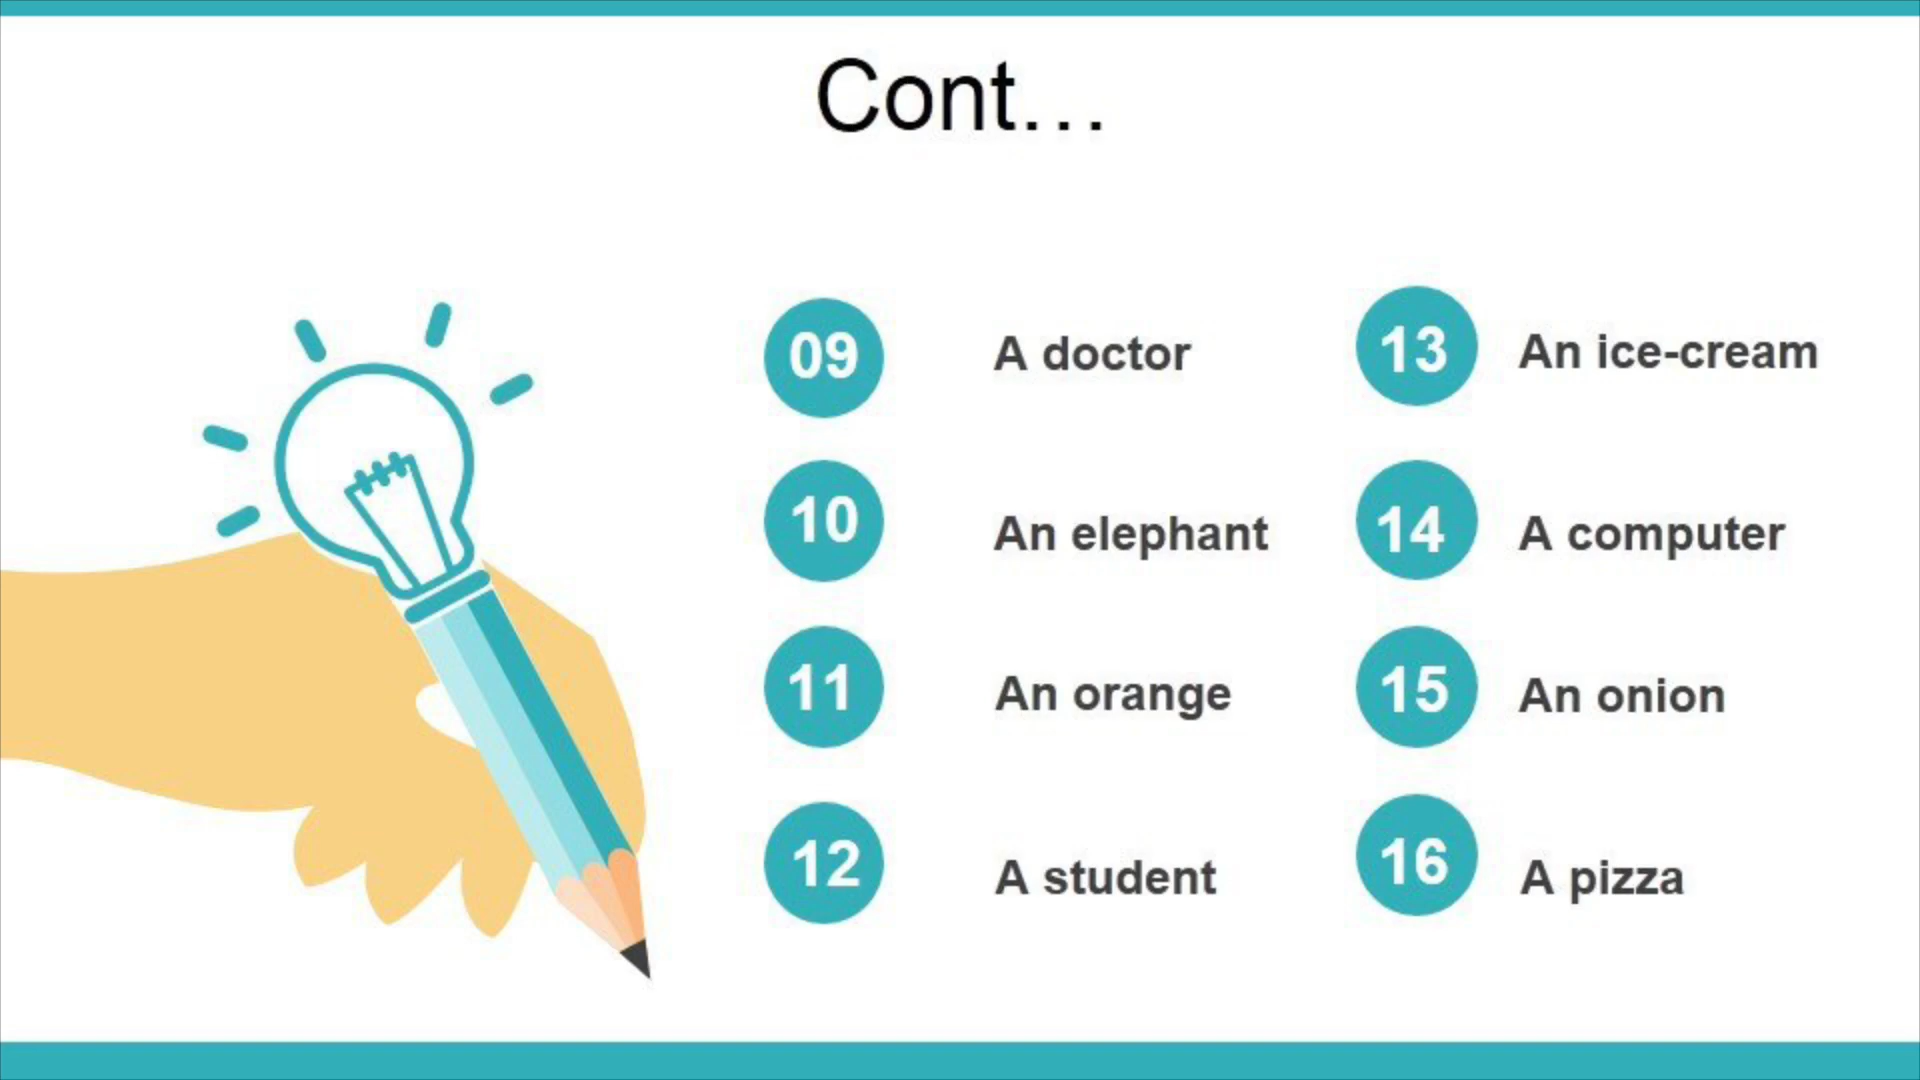 Cont...
09 A doctor
10 An elephant
11 An orange
12 A student
13 An ice-cream
14 A computer
15 An onion
16 A pizza